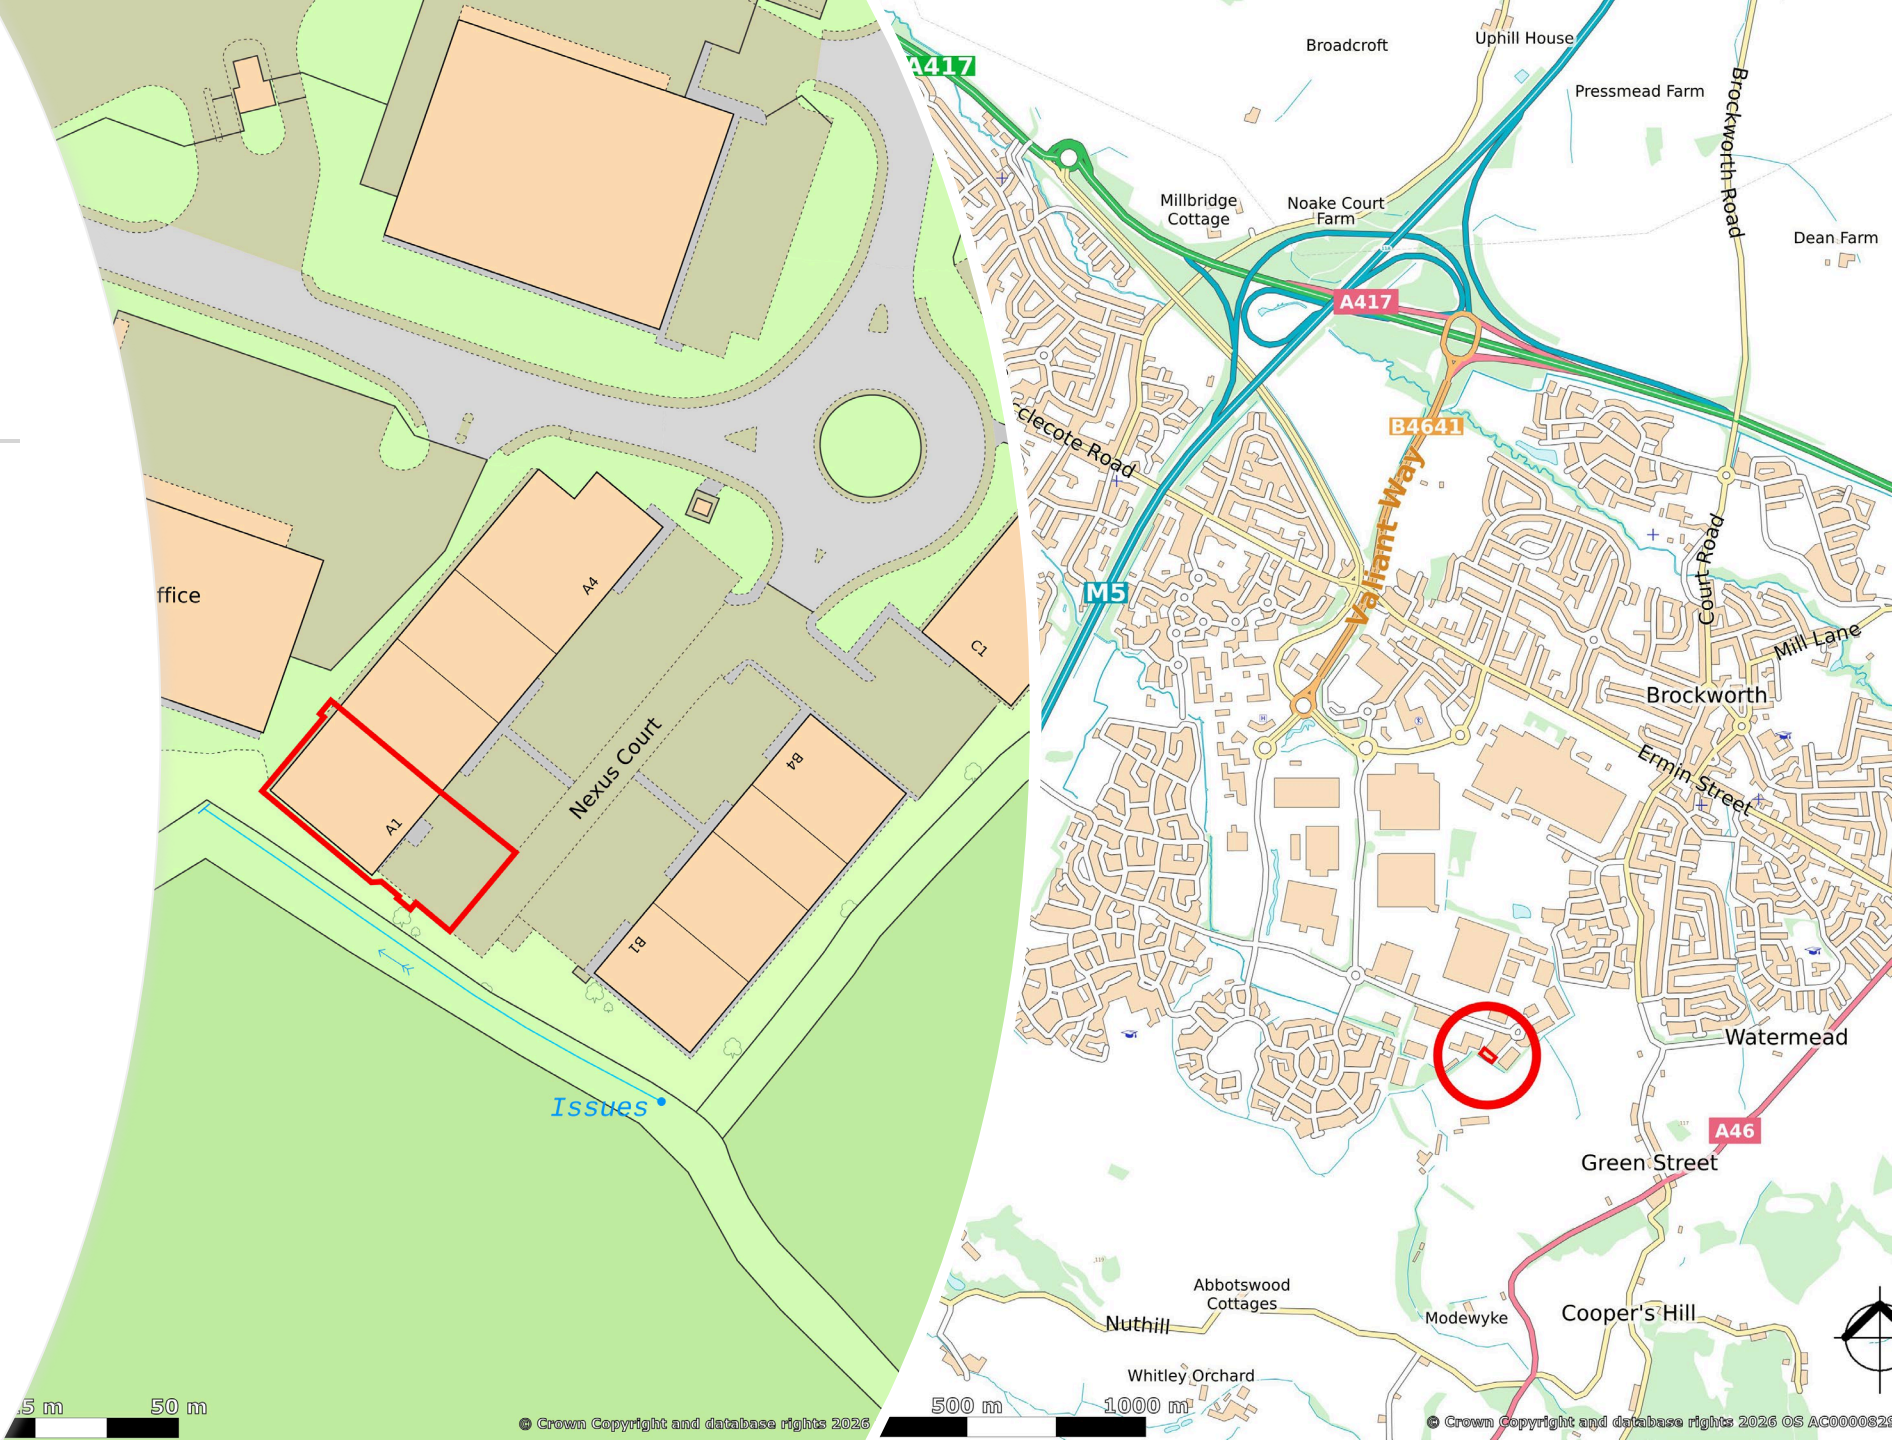 ffice
A4
A1
Nexus Court
B4
B1
C1
Issues
5 m
50 m
© Crown Copyright and database rights 2026
A417
Broadcroft
Uphill House
Pressmead Farm
Brockworth Road
Millbridge
Cottage
Noake Court
Farm
Dean Farm
A417
clecote Road
B4641
Valiant Way
M5
Court Road
Mill Lane
Brockworth
Ermin Street
Watermead
A46
Green Street
Abbotswood
Cottages
Nuthill
Modewyke
Cooper's Hill
Whitley Orchard
500 m
1000 m
© Crown Copyright and database rights 2026 OS AC0000829